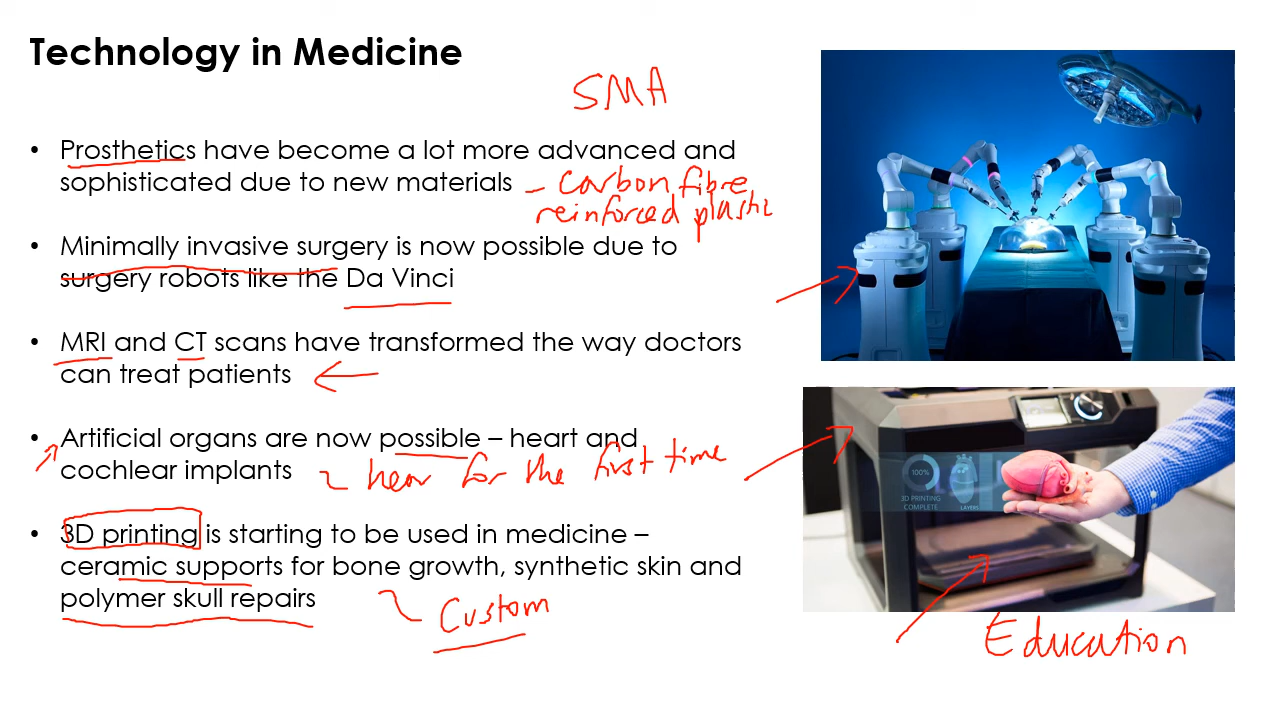 Technology in Medicine
SMA
• Prosthetics have become a lot more advanced and
sophisticated due to new materials – carbon fibre
reinforced plastic
• Minimally invasive surgery is now possible due to
surgery robots like the Da Vinci
• MRI and CT scans have transformed the way doctors
can treat patients
• Artificial organs are now possible – heart and
cochlear implants hear for the first time
• 3D printing is starting to be used in medicine –
ceramic supports for bone growth, synthetic skin and
polymer skull repairs
Custom
100%
3D PRINTING
COMPLETE
LAYERS
Education